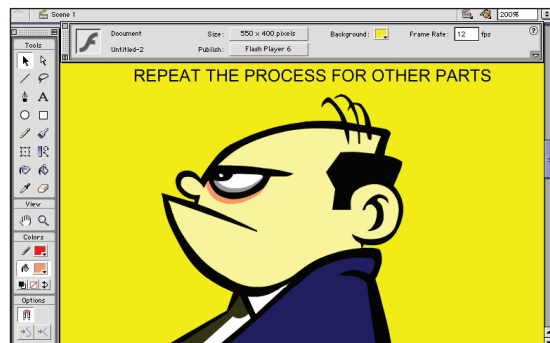 Scene 1
200%
Document
Size: 550 x 400 pixels
Background:
Frame Rate: 12 fps
?
Untitled-2
Publish: Flash Player 6
Tools
A
View
Colors
Options
+S +<
REPEAT THE PROCESS FOR OTHER PARTS